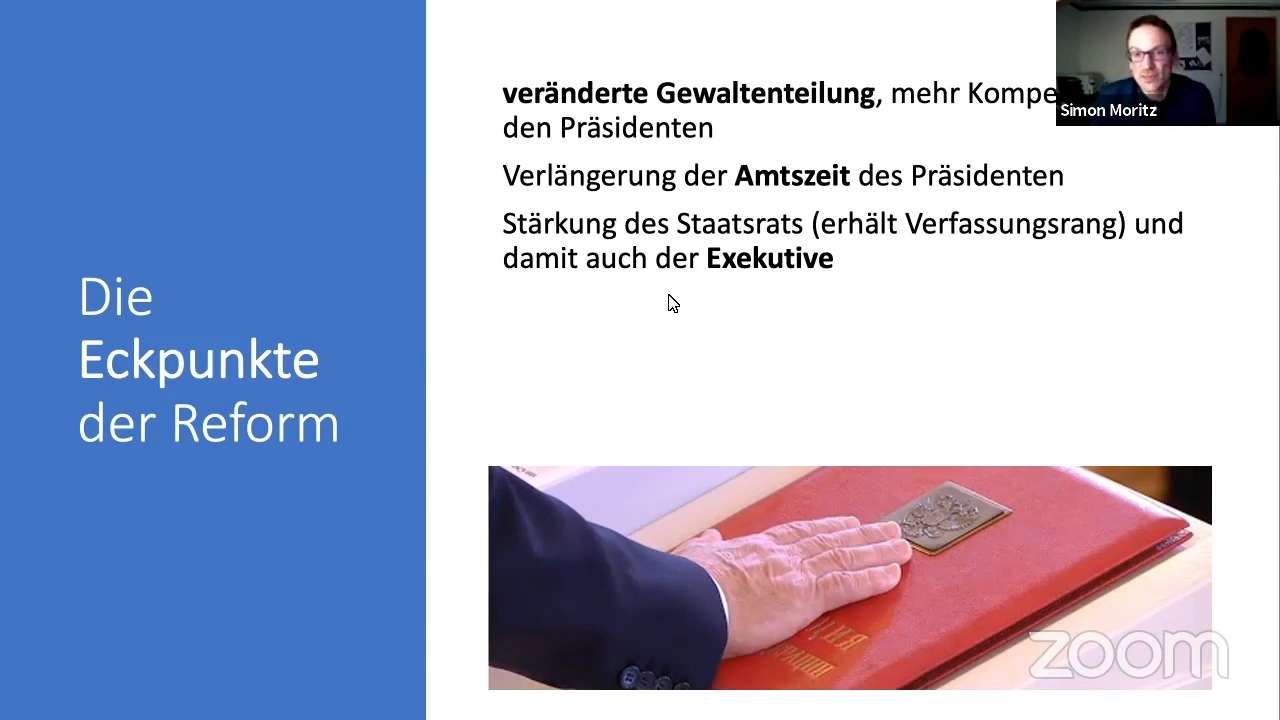 Die
Eckpunkte
der Reform
veränderte Gewaltenteilung, mehr Kompe
den Präsidenten
Verlängerung der Amtszeit des Präsidenten
Stärkung des Staatsrats (erhält Verfassungsrang) und
damit auch der Exekutive
Simon Moritz
zoom